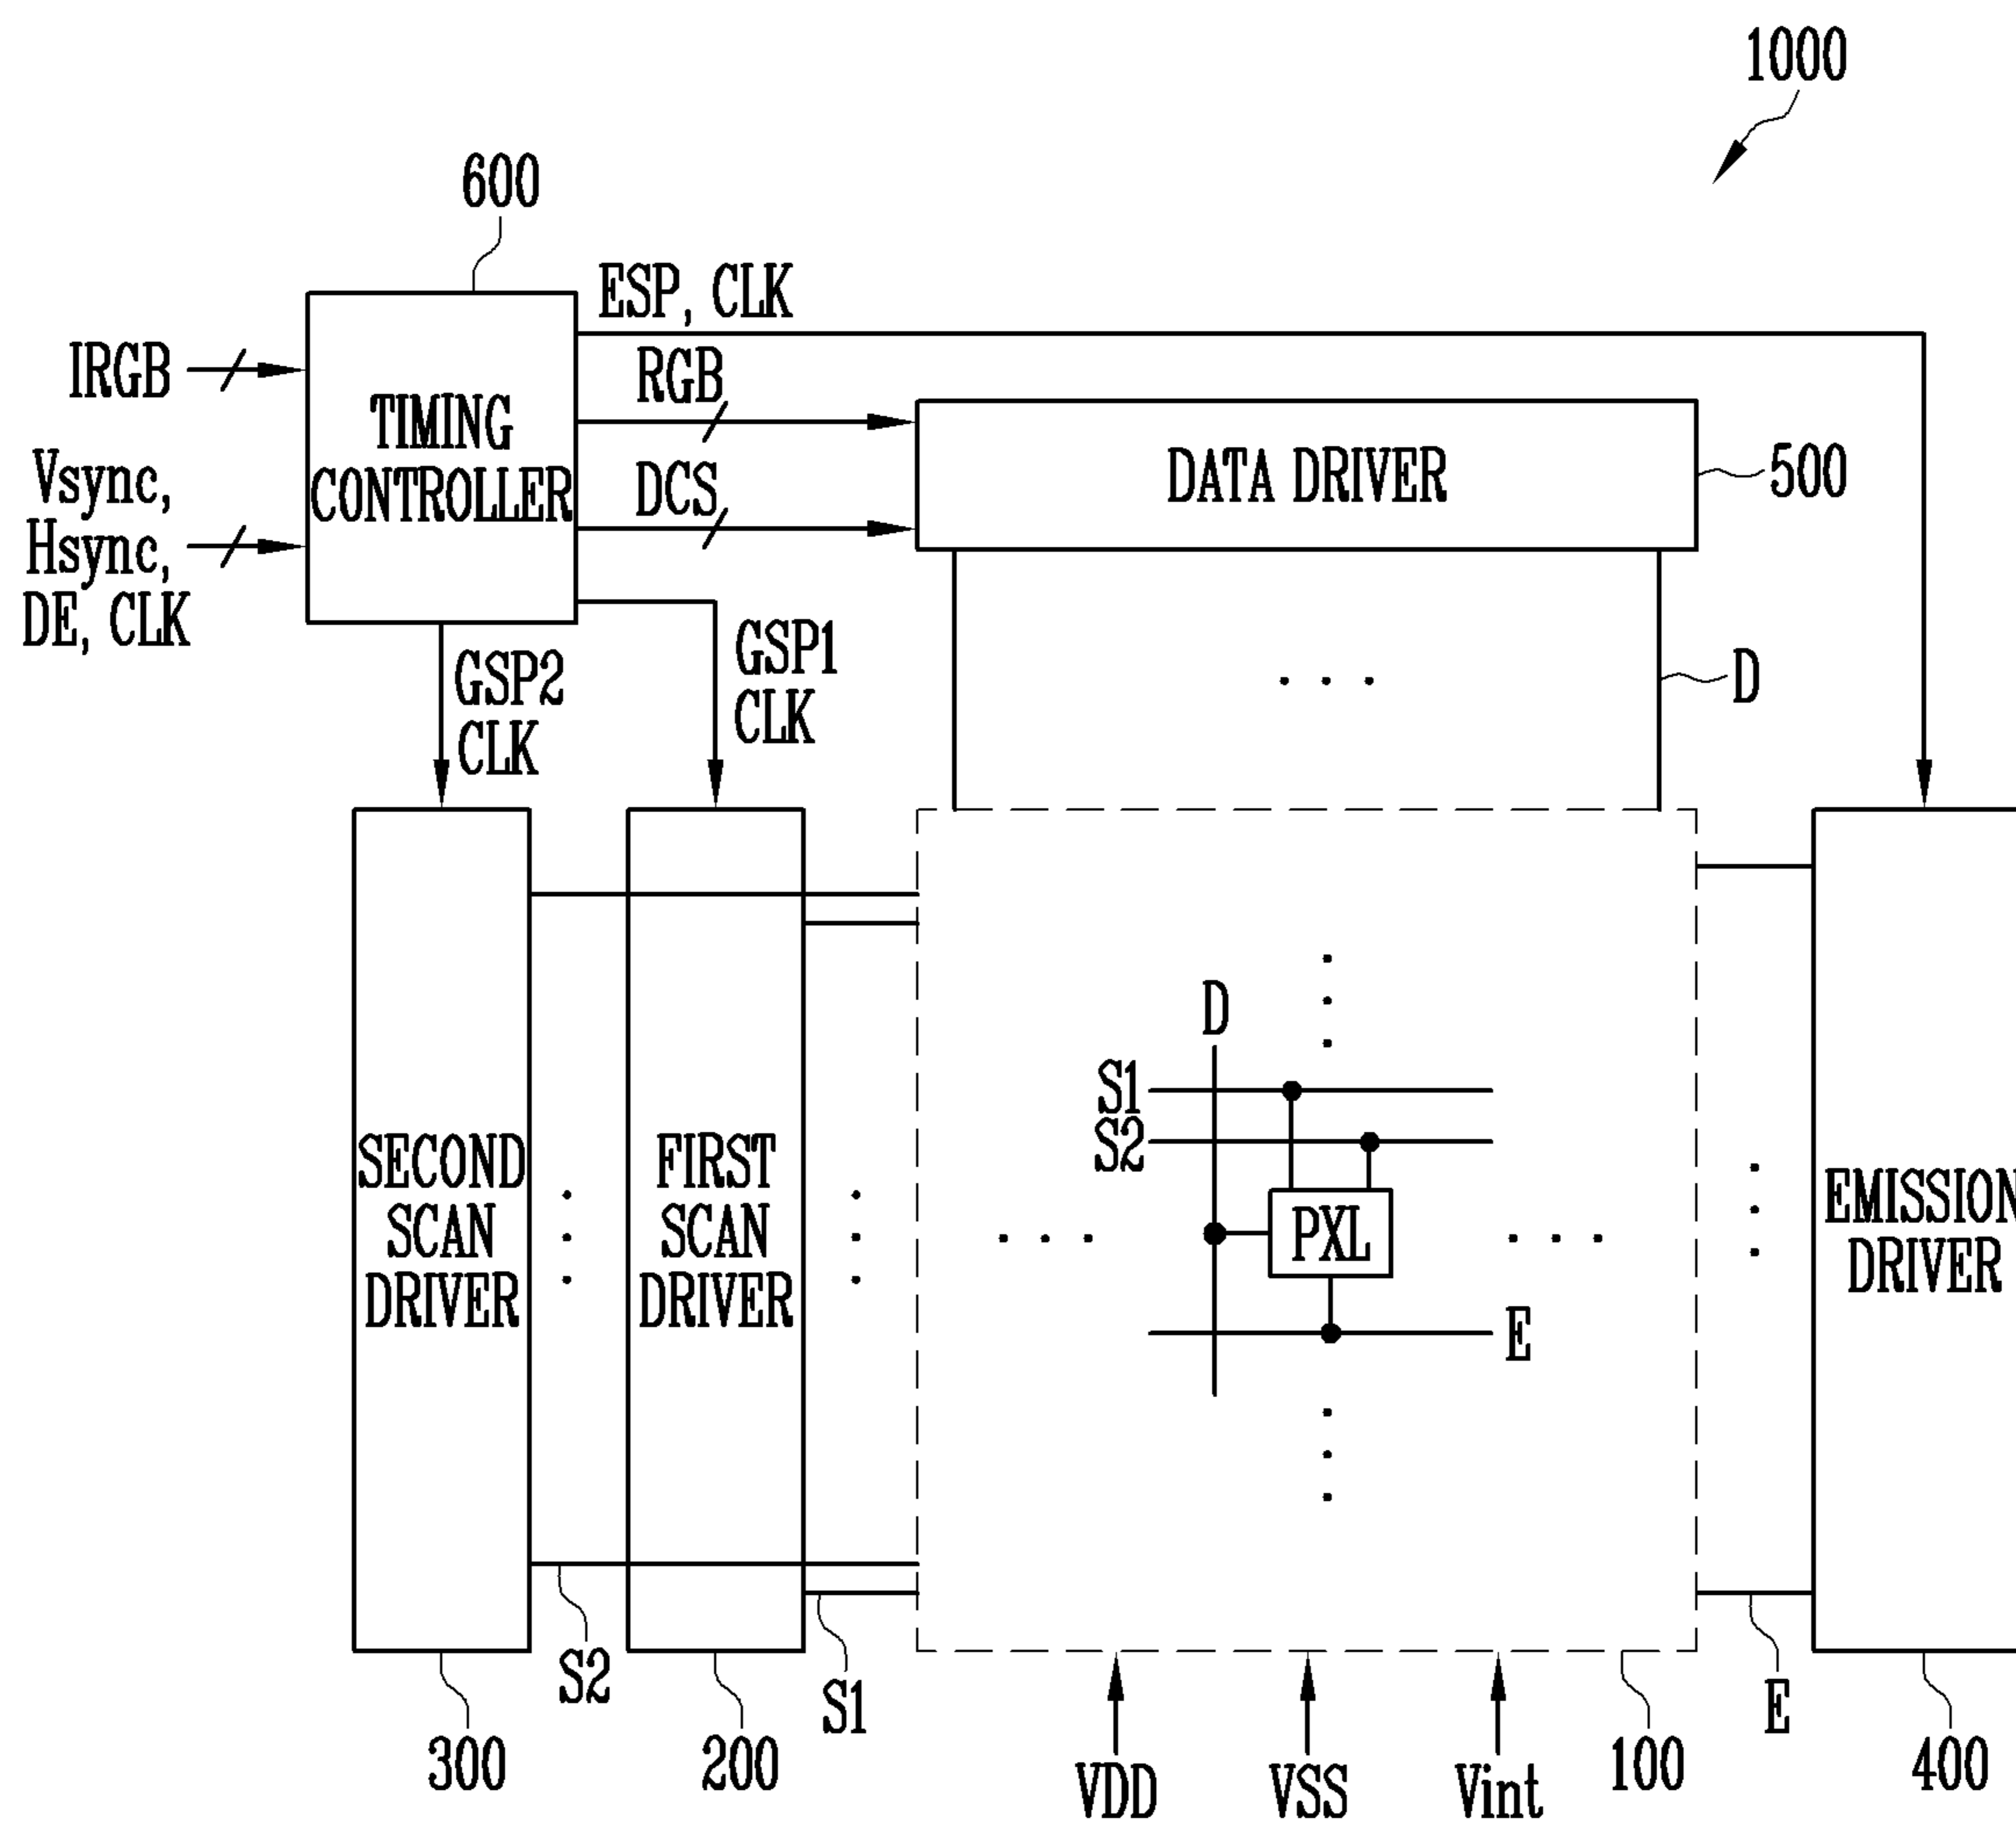 1000
600
ESP, CLK
IRGB
RGB
TIMING
CONTROLLER
DCS
DATA DRIVER
500
Vsync,
Hsync,
DE, CLK
GSP2
CLK
GSP1
CLK
D
D
S1
S2
PXL
E
SECOND
SCAN
DRIVER
FIRST
SCAN
DRIVER
EMISSION
DRIVER
S2
S1
E
300
200
VDD
VSS
Vint
100
400